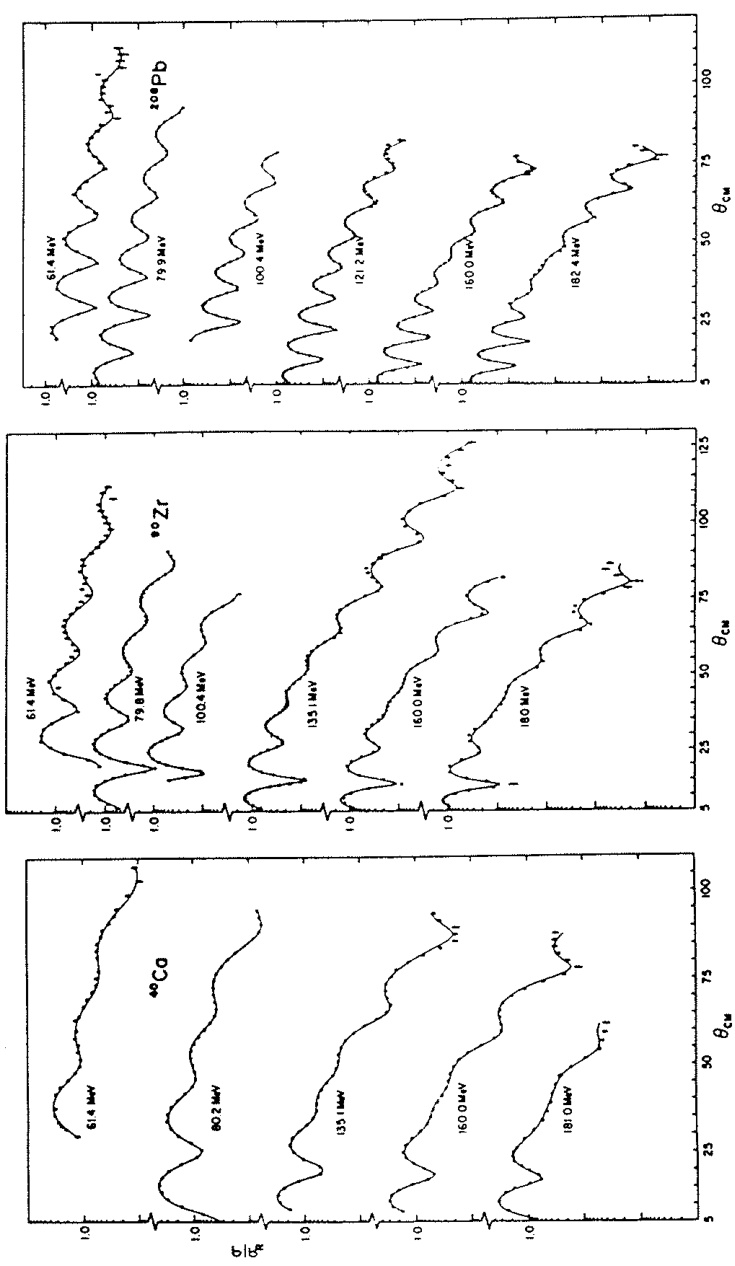 208Pb
61.4 MeV
79.9 MeV
100.4 MeV
121.2 MeV
160.0 MeV
182.4 MeV
1.0
1.0
1.0
1.0
1.0
1.0
5 25 50 75 100
θCM
90Zr
61.4 MeV
79.8 MeV
100.4 MeV
135.1 MeV
160.0 MeV
180 MeV
1.0
1.0
1.0
1.0
1.0
1.0
5 25 50 75 100 125
θCM
40Ca
61.4 MeV
80.2 MeV
135.1 MeV
160.0 MeV
181.0 MeV
1.0
1.0
1.0
1.0
1.0
5 25 50 75 100
θCM
σ/σR